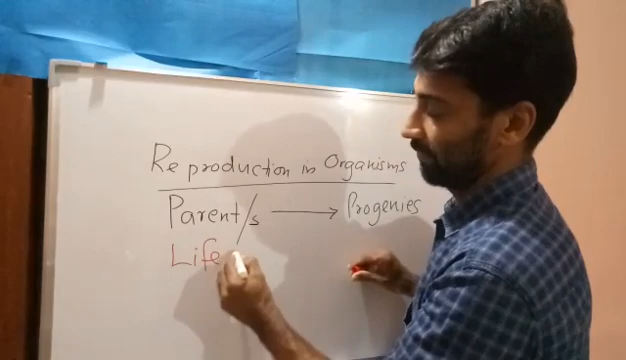 Reproduction in Organisms
Parent/s → Progenies
Life